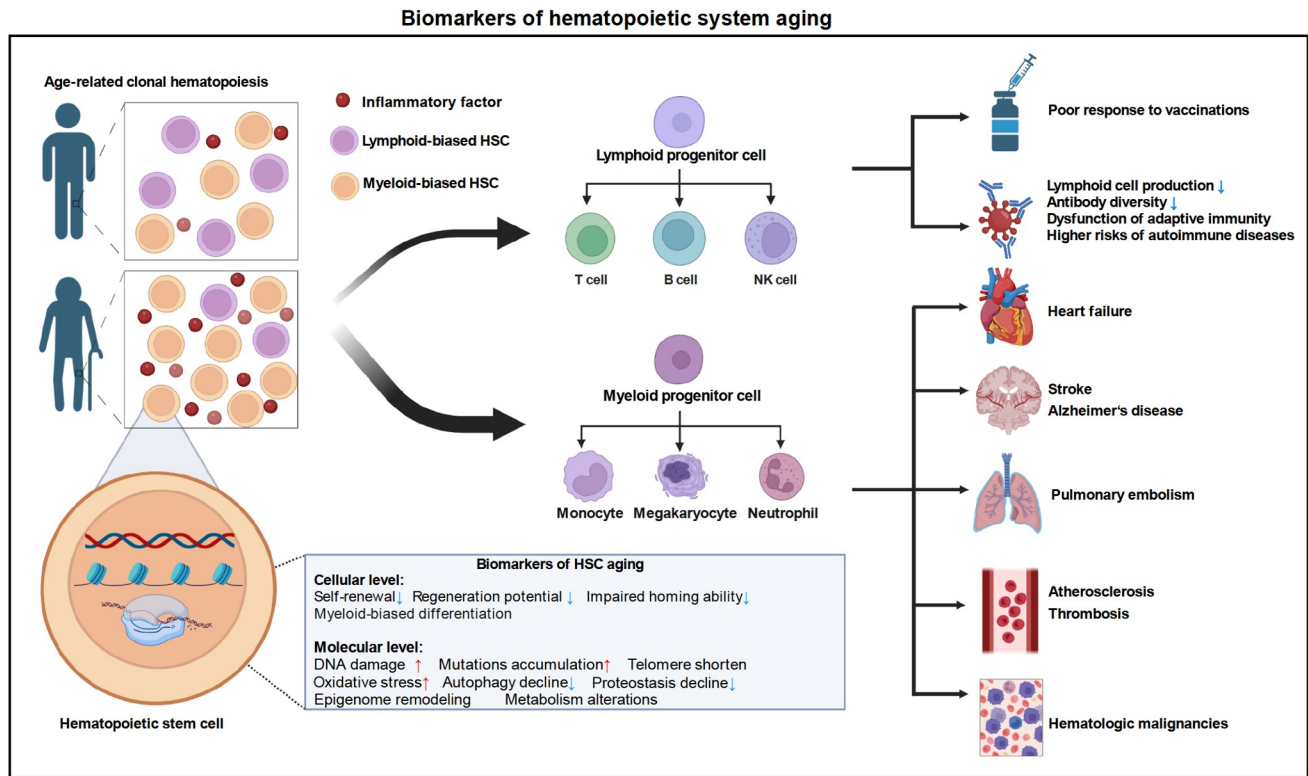 Biomarkers of hematopoietic system aging
Age-related clonal hematopoiesis
Inflammatory factor
Lymphoid-biased HSC
Myeloid-biased HSC
Lymphoid progenitor cell
T cell
B cell
NK cell
Myeloid progenitor cell
Monocyte
Megakaryocyte
Neutrophil
Poor response to vaccinations
Lymphoid cell production ↓
Antibody diversity ↓
Dysfunction of adaptive immunity
Higher risks of autoimmune diseases
Heart failure
Stroke
Alzheimer's disease
Pulmonary embolism
Atherosclerosis
Thrombosis
Hematologic malignancies
Hematopoietic stem cell
Biomarkers of HSC aging
Cellular level:
Self-renewal↓ Regeneration potential ↓ Impaired homing ability↓
Myeloid-biased differentiation
Molecular level:
DNA damage ↑ Mutations accumulation↑ Telomere shorten
Oxidative stress↑ Autophagy decline↓ Proteostasis decline↓
Epigenome remodeling Metabolism alterations